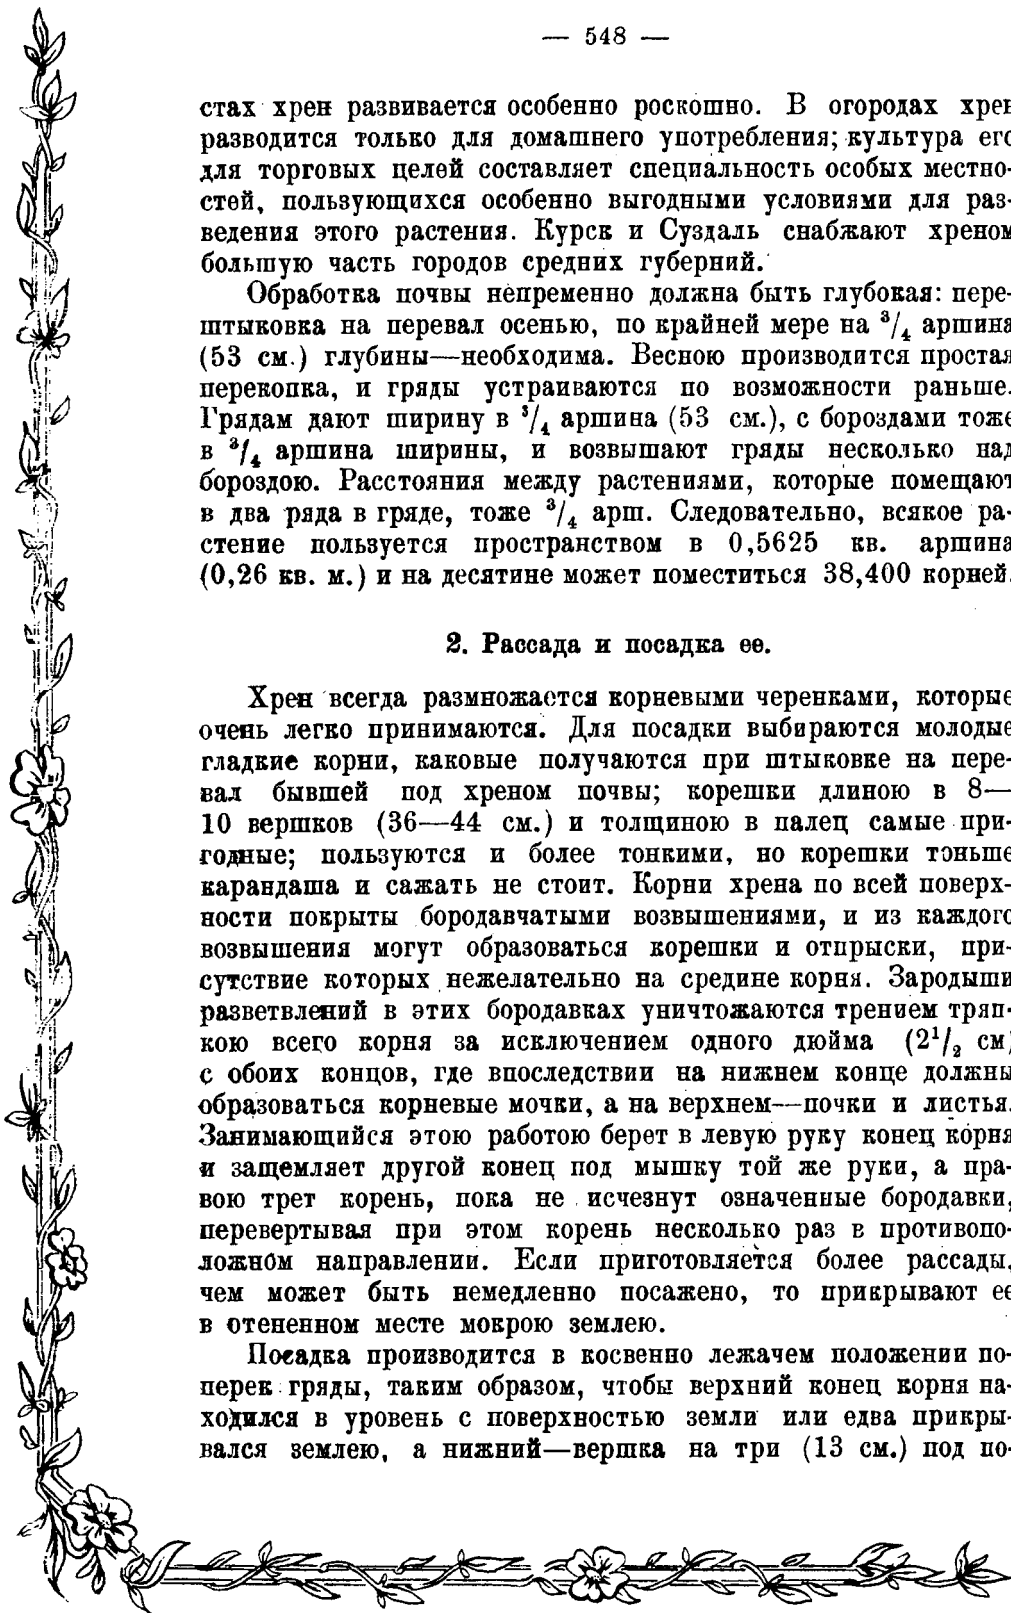 — 548 —
стах хрен развивается особенно роскошно. В огородах хрен
разводится только для домашнего употребления; культура его
для торговых целей составляет специальность особых местно-
стей, пользующихся особенно выгодными условиями для раз-
ведения этого растения. Курск и Суздаль снабжают хреном
большую часть городов средних губерний.
Обработка почвы непременно должна быть глубокая: пере-
штыковка на перевал осенью, по крайней мере на 3/4 аршина
(53 см.) глубины—необходима. Весною производится простая
перекопка, и гряды устраиваются по возможности раньше.
Грядам дают ширину в 3/4 аршина (53 см.), с бороздами тоже
в 3/4 аршина ширины, и возвышают гряды несколько над
бороздою. Расстояния между растениями, которые помещают
в два ряда в гряде, тоже 3/4 арш. Следовательно, всякое ра-
стение пользуется пространством в 0,5625 кв. аршина
(0,26 кв. м.) и на десятине может поместиться 38,400 корней.
2. Рассада и посадка ее.
Хрен всегда размножается корневыми черенками, которые
очень легко принимаются. Для посадки выбираются молодые
гладкие корни, каковые получаются при штыковке на пере-
вал бывшей под хреном почвы; корешки длиною в 8—
10 вершков (36—44 см.) и толщиною в палец самые при-
годные; пользуются и более тонкими, но корешки тоньше
карандаша и сажать не стоит. Корни хрена по всей поверх-
ности покрыты бородавчатыми возвышениями, и из каждого
возвышения могут образоваться корешки и отпрыски, при-
сутствие которых нежелательно на средине корня. Зародыши
разветвлений в этих бородавках уничтожаются трением тряп-
кою всего корня за исключением одного дюйма (2 1/2 см)
с обоих концов, где впоследствии на нижнем конце должны
образоваться корневые мочки, а на верхнем—почки и листья.
Занимающийся этою работою берет в левую руку конец корня
и защемляет другой конец под мышку той же руки, а пра-
вою трет корень, пока не исчезнут означенные бородавки,
перевертывая при этом корень несколько раз в противопо-
ложном направлении. Если приготовляется более рассады,
чем может быть немедленно посажено, то прикрывают ее
в отененном месте мокрою землею.
Посадка производится в косвенно лежачем положении по-
перек гряды, таким образом, чтобы верхний конец корня на-
ходился в уровень с поверхностью земли или едва прикры-
вался землею, а нижний—вершка на три (13 см.) под по-